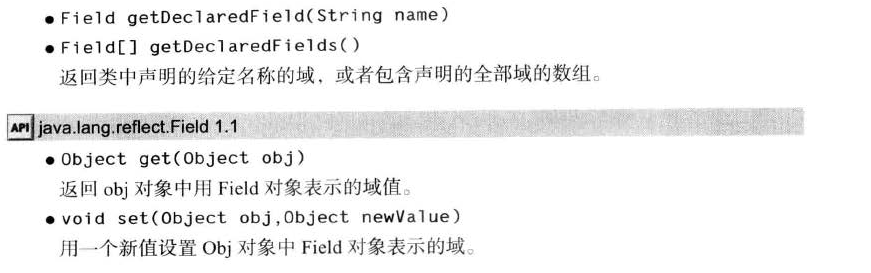 ● Field getDeclaredField(String name)
● Field[] getDeclaredFields()
返回类中声明的给定名称的域，或者包含声明的全部域的数组。
API java.lang.reflect.Field 1.1
● Object get(Object obj)
返回 obj 对象中用 Field 对象表示的域值。
● void set(Object obj,Object newValue)
用一个新值设置 Obj 对象中 Field 对象表示的域。